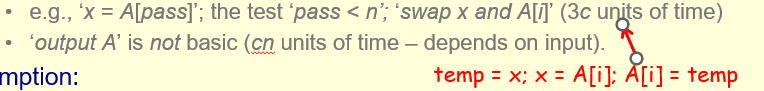 • e.g., ‘x = A[pass]’; the test ‘pass < n’; ‘swap x and A[i]’ (3c units of time)
• ‘output A’ is not basic (cn units of time – depends on input).
mption:
temp = x; x = A[i]; A[i] = temp